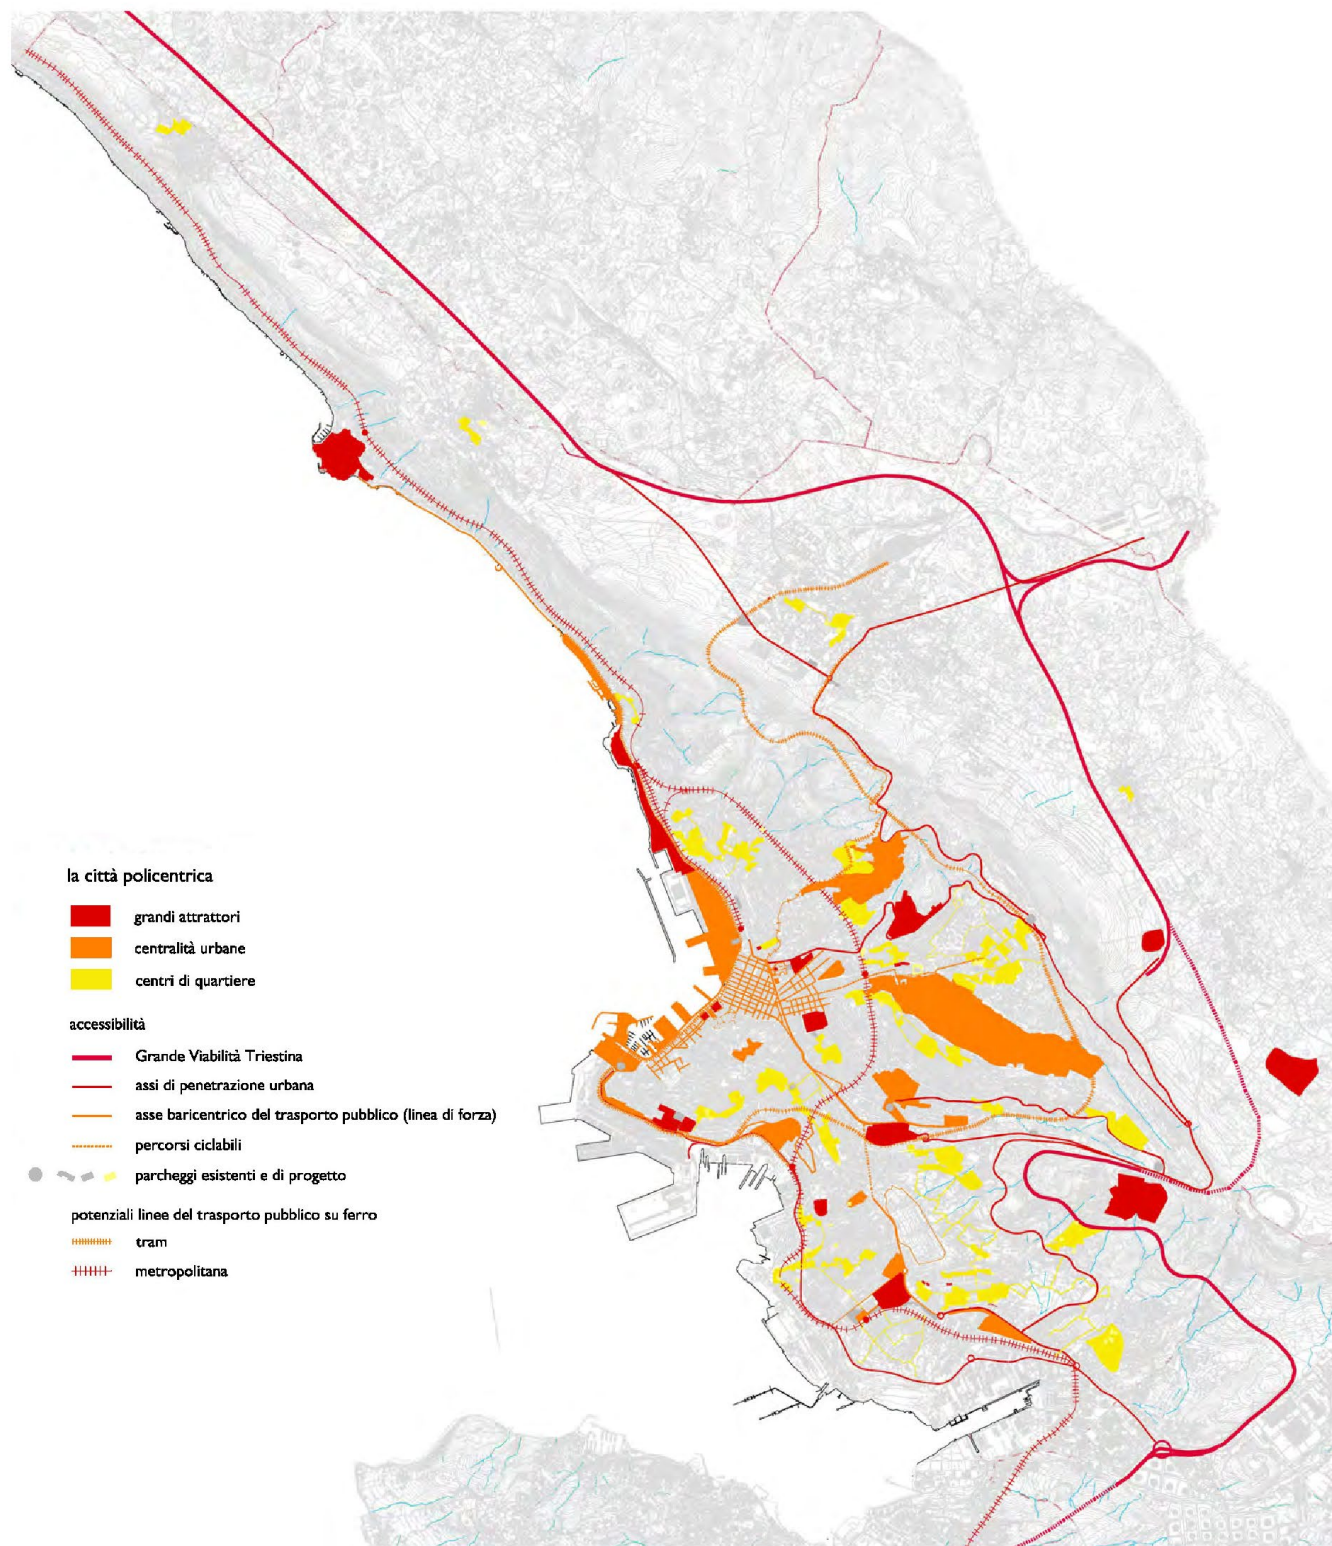 la città policentrica
grandi attrattori
centralità urbane
centri di quartiere
accessibilità
Grande Viabilità Triestina
assi di penetrazione urbana
asse baricentrico del trasporto pubblico (linea di forza)
percorsi ciclabili
parcheggi esistenti e di progetto
potenziali linee del trasporto pubblico su ferro
tram
metropolitana